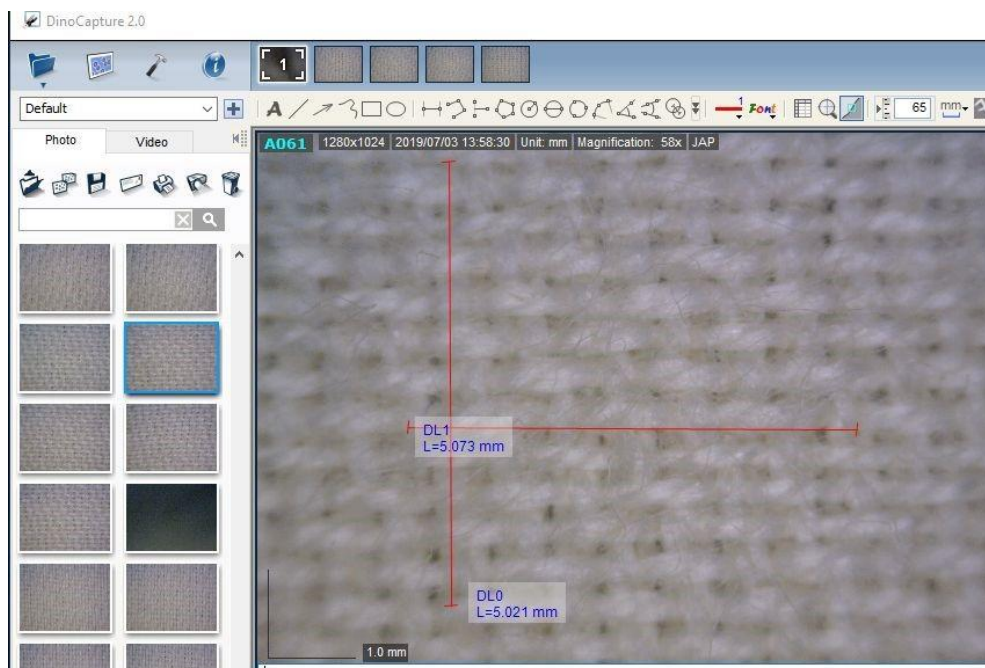 DinoCapture 2.0
1
Default
A
1
Font
65 mm
Photo Video
A061 1280x1024 2019/07/03 13:58:30 Unit: mm Magnification: 58x JAP
DL1
L=5.073 mm
DL0
L=5.021 mm
1.0 mm